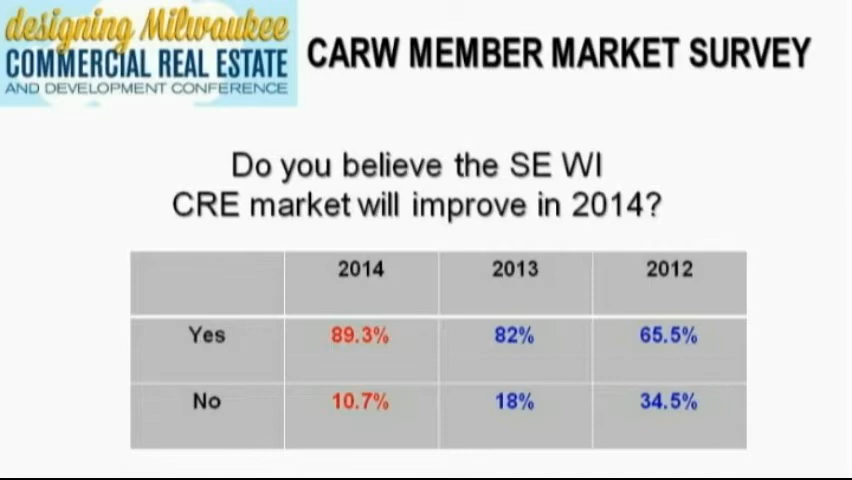 designing Milwaukee
COMMERCIAL REAL ESTATE
AND DEVELOPMENT CONFERENCE
CARW MEMBER MARKET SURVEY
Do you believe the SE WI
CRE market will improve in 2014?
2014 2013 2012
Yes 89.3% 82% 65.5%
No 10.7% 18% 34.5%